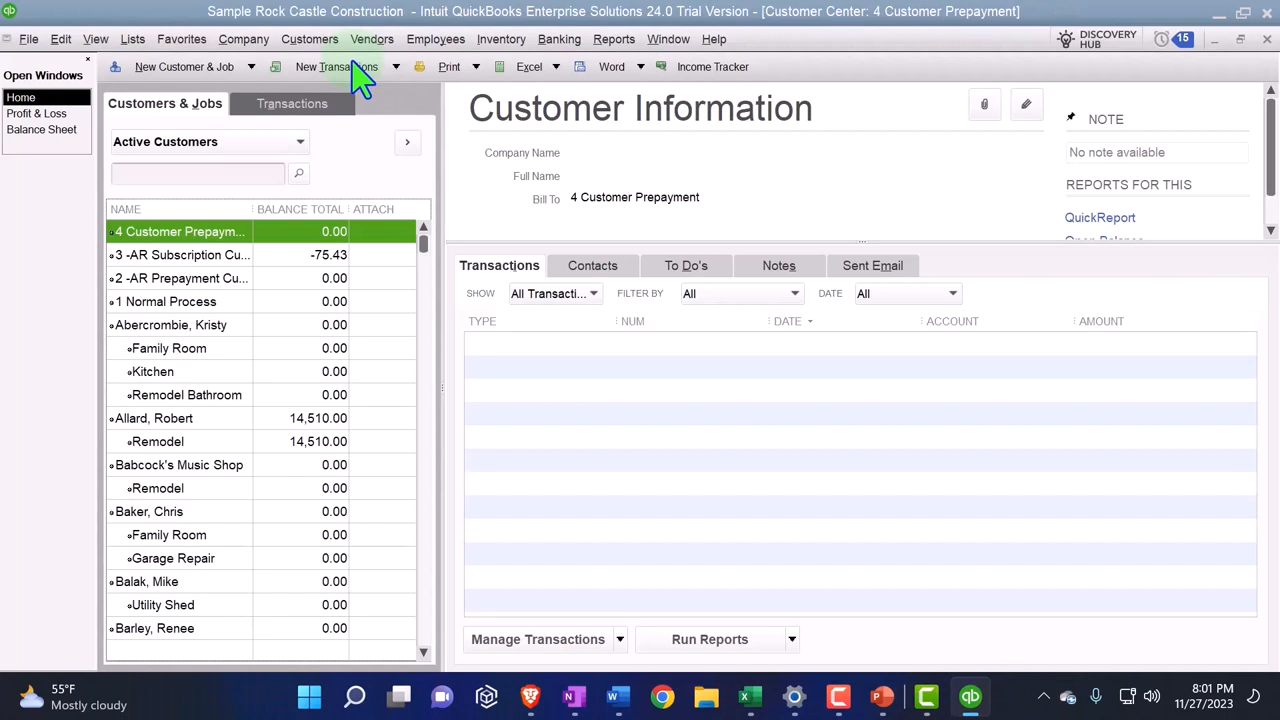 Sample Rock Castle Construction - Intuit QuickBooks Enterprise Solutions 24.0 Trial Version - [Customer Center: 4 Customer Prepayment]
File Edit View Lists Favorites Company Customers Vendors Employees Inventory Banking Reports Window Help
DISCOVERY HUB
15
New Customer & Job New Transactions Print Excel Word Income Tracker
Open Windows
Home
Profit & Loss
Balance Sheet
Customers & Jobs Transactions
Active Customers
NAME BALANCE TOTAL ATTACH
4 Customer Prepaym... 0.00
3 -AR Subscription Cu... -75.43
2 -AR Prepayment Cu... 0.00
1 Normal Process 0.00
Abercrombie, Kristy 0.00
Family Room 0.00
Kitchen 0.00
Remodel Bathroom 0.00
Allard, Robert 14,510.00
Remodel 14,510.00
Babcock's Music Shop 0.00
Remodel 0.00
Baker, Chris 0.00
Family Room 0.00
Garage Repair 0.00
Balak, Mike 0.00
Utility Shed 0.00
Barley, Renee 0.00
Customer Information
Company Name
Full Name
Bill To 4 Customer Prepayment
NOTE
No note available
REPORTS FOR THIS
QuickReport
Transactions Contacts To Do's Notes Sent Email
SHOW All Transacti... FILTER BY All DATE All
TYPE NUM DATE ACCOUNT AMOUNT
Manage Transactions Run Reports
55°F
Mostly cloudy
8:01 PM
11/27/2023